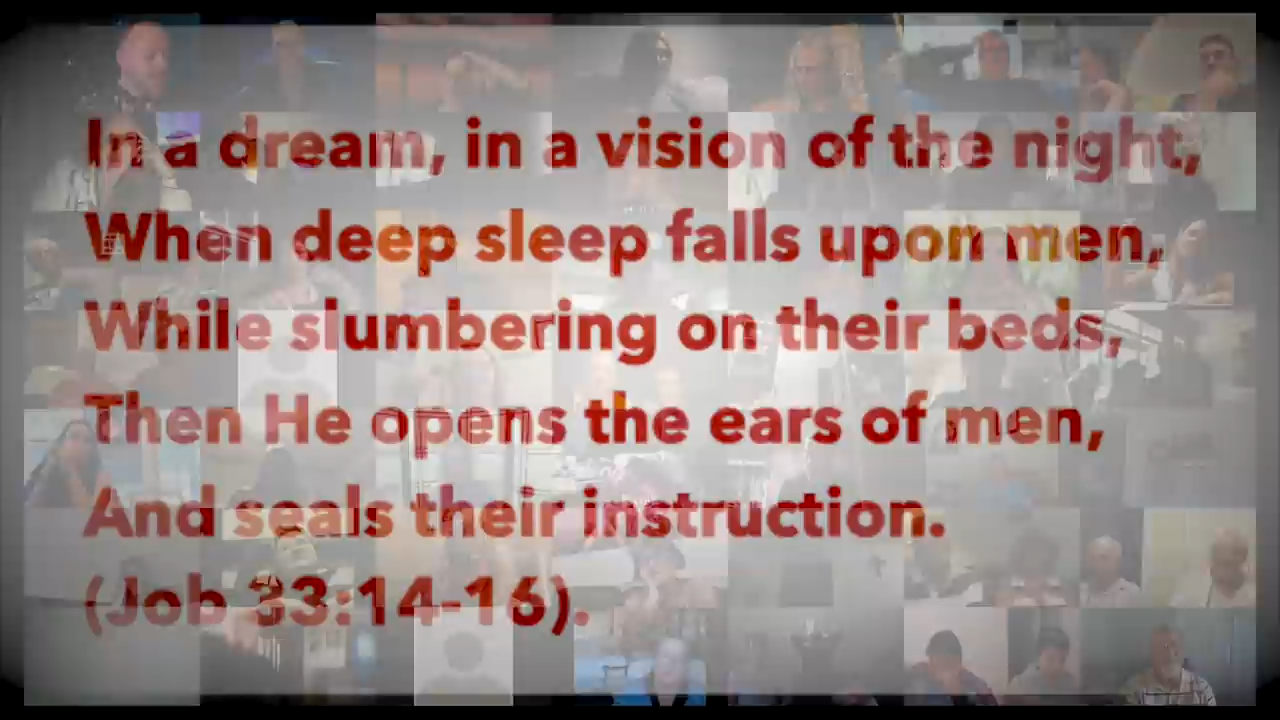 In a dream, in a vision of the night,
When deep sleep falls upon men,
While slumbering on their beds,
Then He opens the ears of men,
And seals their instruction.
(Job 33:14-16).